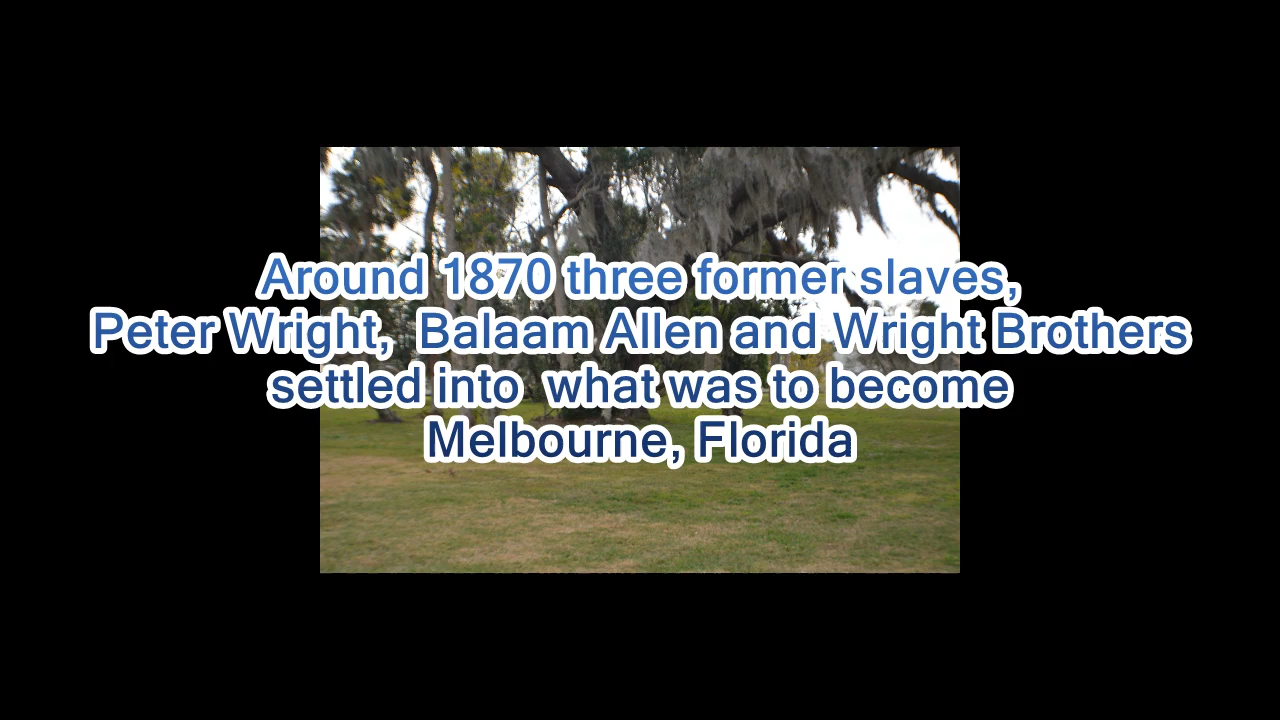 Around 1870 three former slaves,
Peter Wright,  Balaam Allen and Wright Brothers
settled into  what was to become
Melbourne, Florida